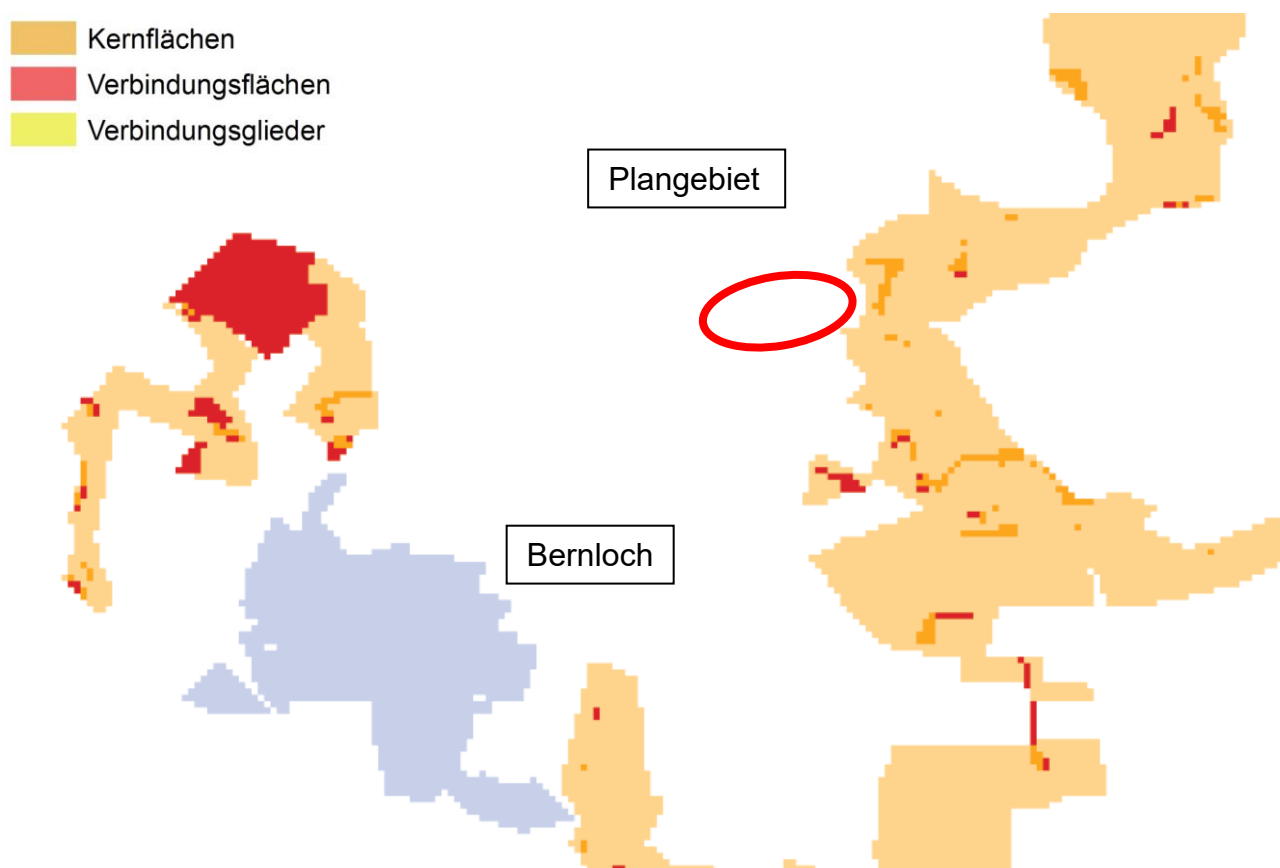 Kernflächen
Verbindungsflächen
Verbindungsglieder
Plangebiet
Bernloch